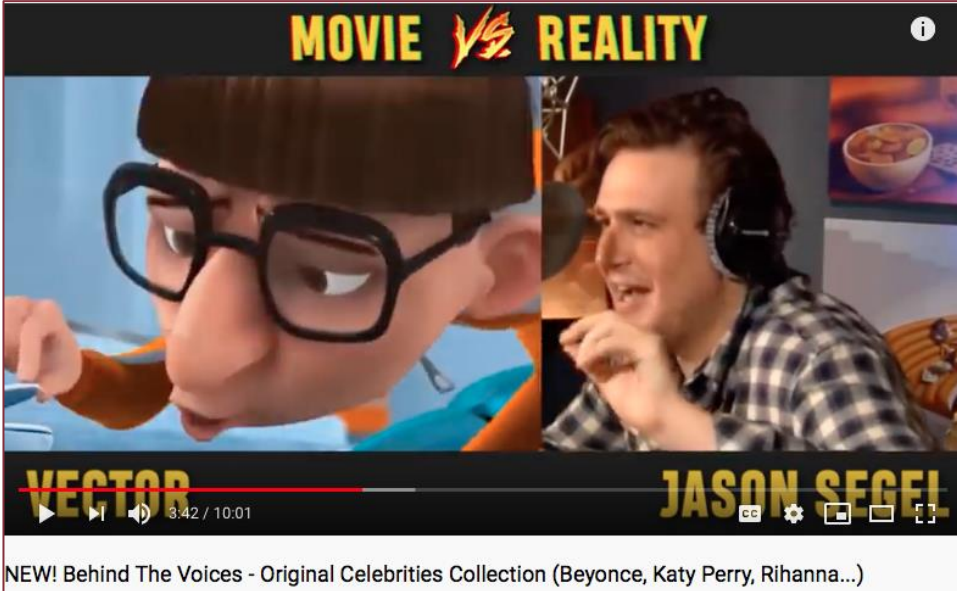 MOVIE VS REALITY
VECTOR
JASON SEGEL
3:42 / 10:01
CC
NEW! Behind The Voices - Original Celebrities Collection (Beyonce, Katy Perry, Rihanna...)